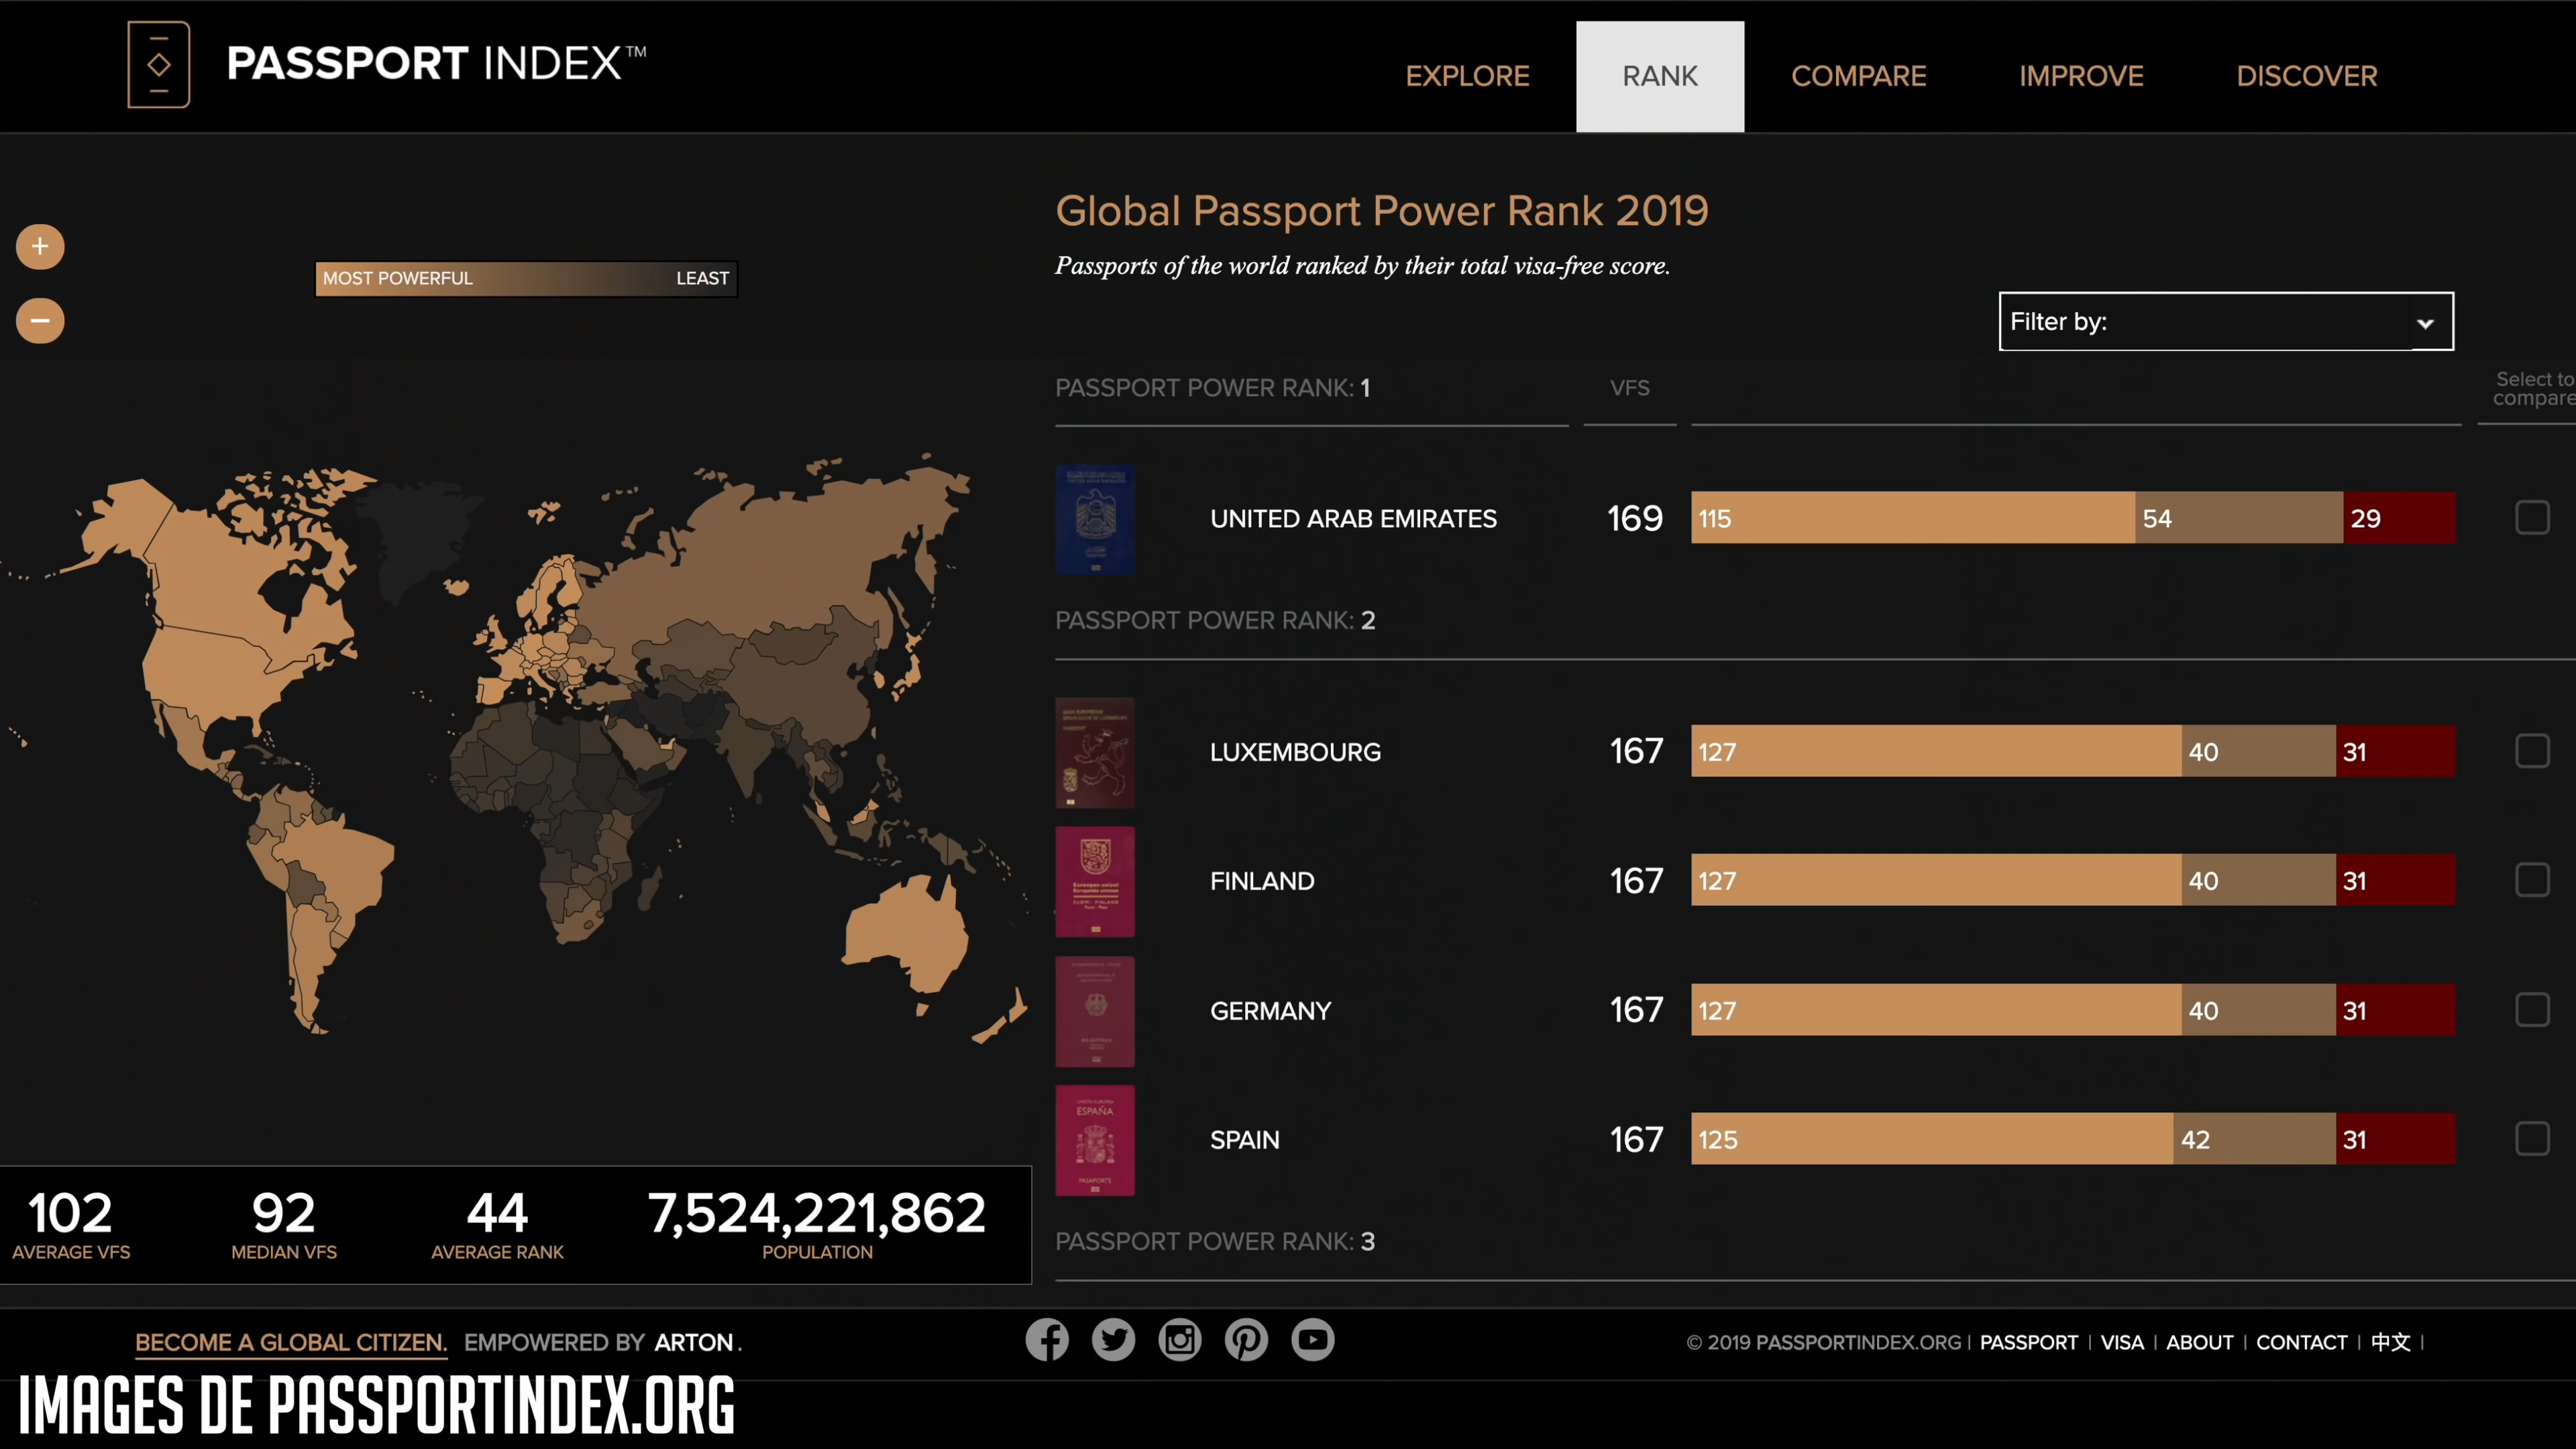 PASSPORT INDEX™
EXPLORE
RANK
COMPARE
IMPROVE
DISCOVER
MOST POWERFUL
LEAST
Global Passport Power Rank 2019
Passports of the world ranked by their total visa-free score.
Filter by:
PASSPORT POWER RANK: 1
VFS
Select to
compare
UNITED ARAB EMIRATES
169
115
54
29
PASSPORT POWER RANK: 2
LUXEMBOURG
167
127
40
31
FINLAND
167
127
40
31
GERMANY
167
127
40
31
ESPAÑA
PASAPORTE
SPAIN
167
125
42
31
PASSPORT POWER RANK: 3
102
AVERAGE VFS
92
MEDIAN VFS
44
AVERAGE RANK
7,524,221,862
POPULATION
BECOME A GLOBAL CITIZEN. EMPOWERED BY ARTON.
© 2019 PASSPORTINDEX.ORG | PASSPORT | VISA | ABOUT | CONTACT | 中文 |
IMAGES DE PASSPORTINDEX.ORG